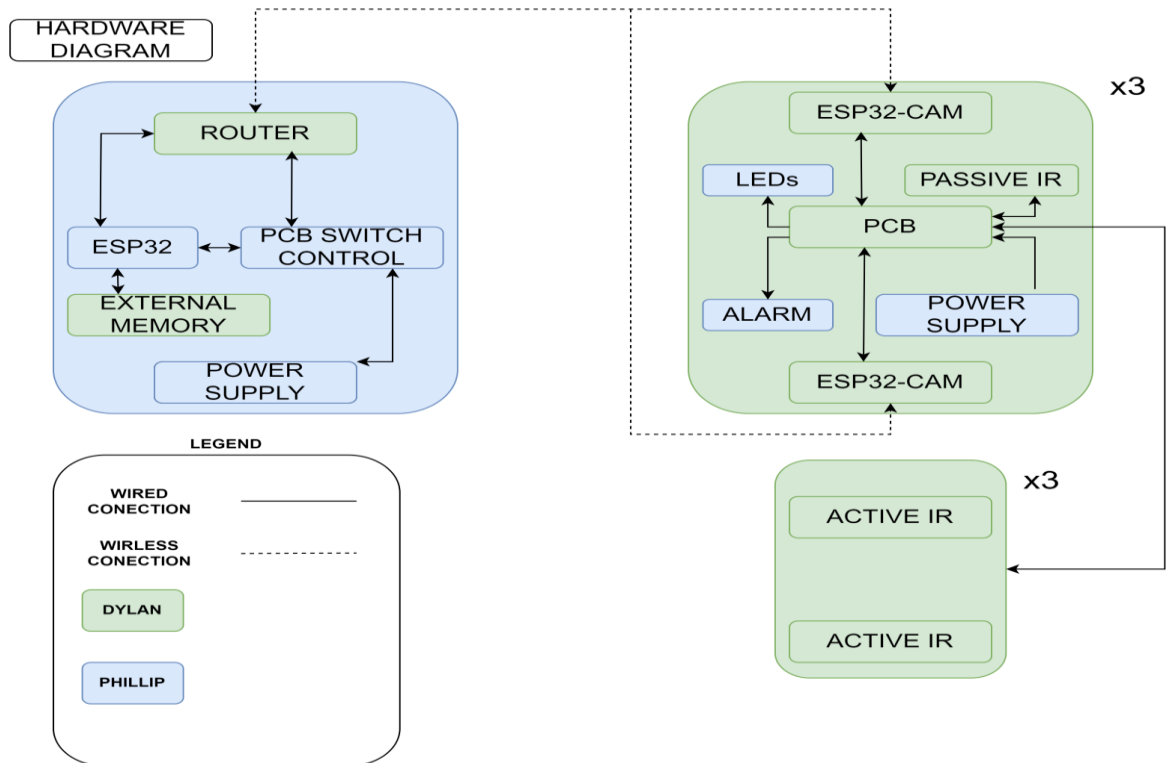 HARDWARE
DIAGRAM
ROUTER
ESP32
PCB SWITCH
CONTROL
EXTERNAL
MEMORY
POWER
SUPPLY
x3
ESP32-CAM
LEDs
PASSIVE IR
PCB
ALARM
POWER
SUPPLY
ESP32-CAM
LEGEND
WIRED
CONECTION
WIRLESS
CONECTION
DYLAN
PHILLIP
x3
ACTIVE IR
ACTIVE IR